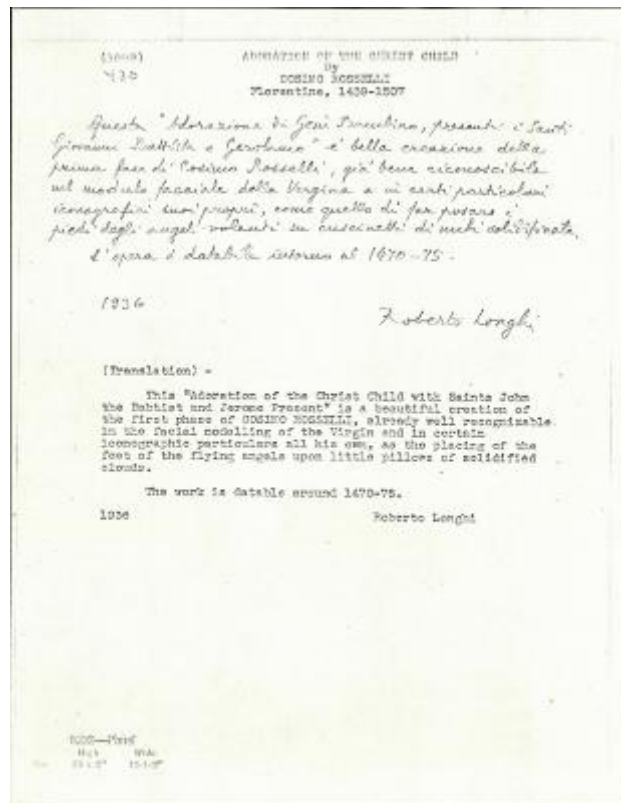 ADORATION OF THE CHRIST CHILD
By
COSIMO ROSSELLI
Florentine, 1439-1507
Questa "Adorazione di Gesù Bambino, presenti i Santi
Giovanni Battista e Gerolamo" è bella creazione della
prima fase di Cosimo Rosselli, già bene riconoscibile
nel modulo facciale della Vergine e in certi particolari
iconografici suoi propri, come quello di far posare i
piedi degli angeli volanti su cuscinetti di nubi solidificate.
L'opera è databile intorno al 1470-75.
1936
Roberto Longhi
(Translation) -
This "Adoration of the Christ Child with Saints John
the Baptist and Jerome Present" is a beautiful creation of
the first phase of COSIMO ROSSELLI, already well recognizable
in the facial modelling of the Virgin and in certain
iconographic particulars all his own, as the placing of the
feet of the flying angels upon little pillows of solidified
clouds.
The work is datable around 1470-75.
1936 Roberto Longhi
High Wide